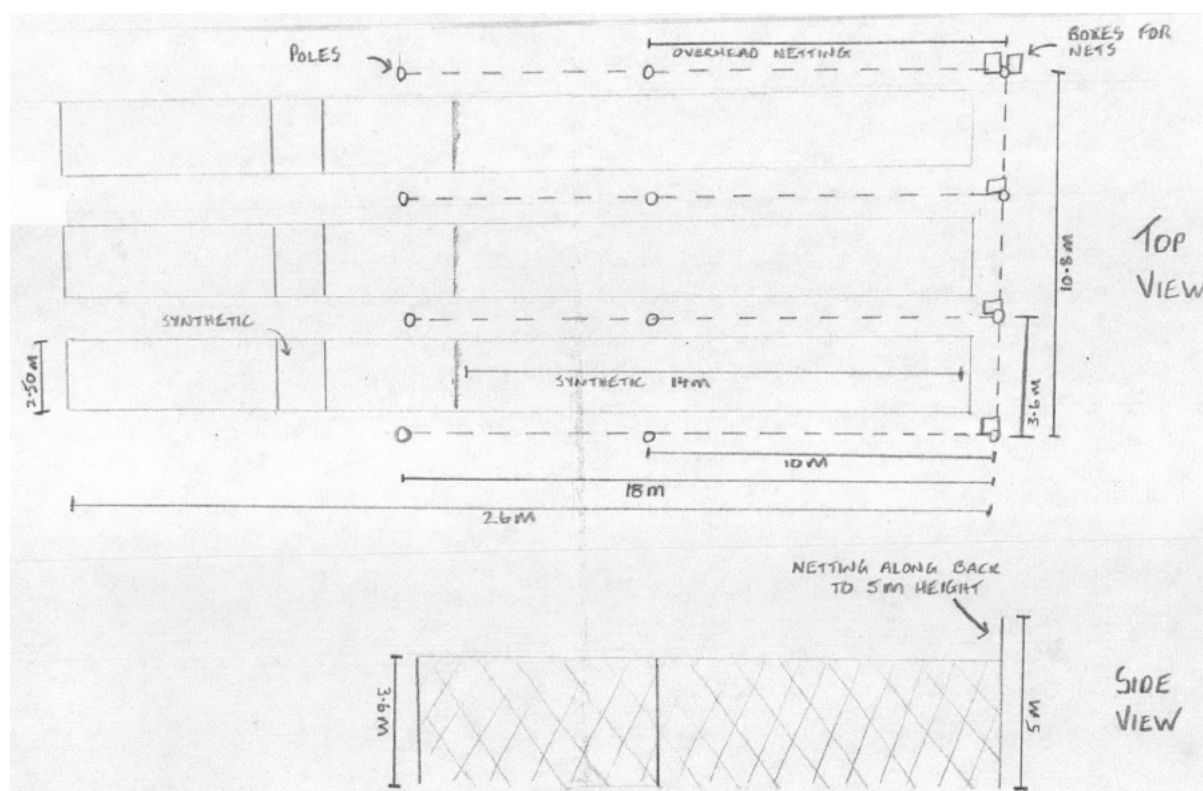 BOXES FOR
NETS
POLES
OVERHEAD NETTING
TOP
VIEW
10.8M
SYNTHETIC
2.50M
SYNTHETIC 14M
3.6M
10M
18M
26M
NETTING ALONG BACK
TO 5M HEIGHT
3.6M
5M
SIDE
VIEW